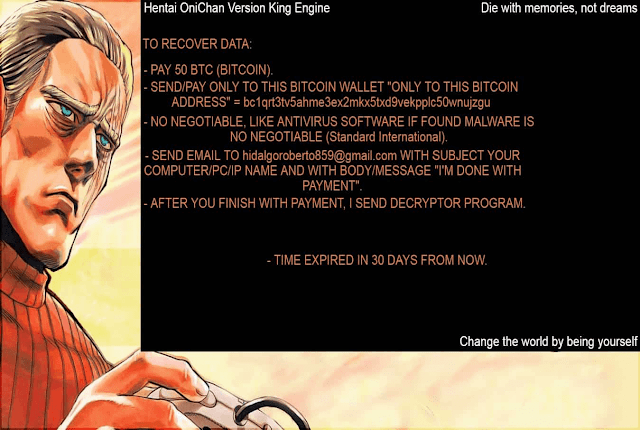 Hentai OniChan Version King Engine
Die with memories, not dreams
TO RECOVER DATA:
- PAY 50 BTC (BITCOIN).
- SEND/PAY ONLY TO THIS BITCOIN WALLET "ONLY TO THIS BITCOIN
ADDRESS" = bc1qrt3tv5ahme3ex2mkx5txd9vekpplc50wnujzgu
- NO NEGOTIABLE, LIKE ANTIVIRUS SOFTWARE IF FOUND MALWARE IS
NO NEGOTIABLE (Standard International).
- SEND EMAIL TO hidalgoroberto859@gmail.com WITH SUBJECT YOUR
COMPUTER/PC/IP NAME AND WITH BODY/MESSAGE "I'M DONE WITH
PAYMENT".
- AFTER YOU FINISH WITH PAYMENT, I SEND DECRYPTOR PROGRAM.
- TIME EXPIRED IN 30 DAYS FROM NOW.
Change the world by being yourself